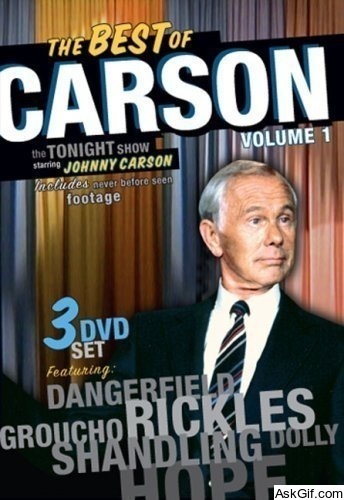 THE BEST OF
CARSON
VOLUME 1
the TONIGHT SHOW
starring JOHNNY CARSON
Includes never before seen
footage
3 DVD
SET
Featuring:
DANGERFIELD
RICKLES
GROUCHO
SHANDLING DOLLY
HOPE
AskGif.com